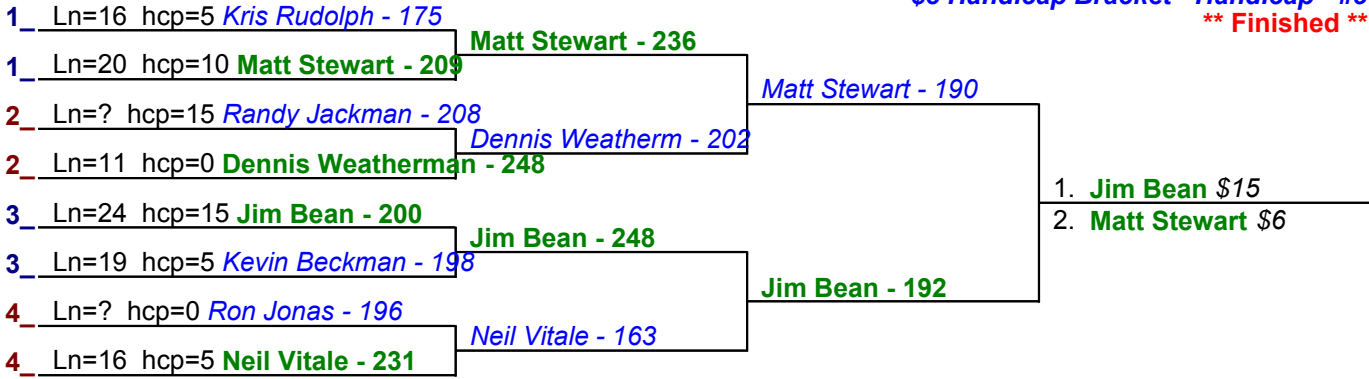 Handicap Bracket - Handicap
** Finished **
1_ Ln=16 hcp=5 Kris Rudolph - 175
1_ Ln=20 hcp=10 Matt Stewart - 209
2_ Ln=? hcp=15 Randy Jackman - 208
2_ Ln=11 hcp=0 Dennis Weatherman - 248
3_ Ln=24 hcp=15 Jim Bean - 200
3_ Ln=19 hcp=5 Kevin Beckman - 198
4_ Ln=? hcp=0 Ron Jonas - 196
4_ Ln=16 hcp=5 Neil Vitale - 231
Matt Stewart - 236
Dennis Weatherm - 202
Jim Bean - 248
Neil Vitale - 163
Matt Stewart - 190
Jim Bean - 192
1. Jim Bean $15
2. Matt Stewart $6